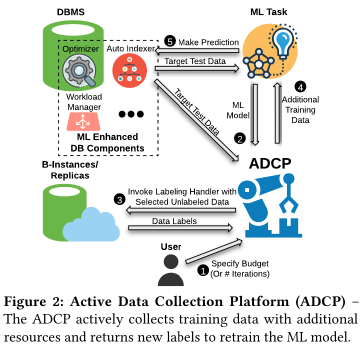 DBMS
ML Task
Optimizer
Auto Indexer
5 Make Prediction
Target Test Data
Workload
Manager
ML Enhanced
DB Components
Target Test Data
ML
Model
2
4
Additional
Training
Data
B-Instances/
Replicas
ADCP
3 Invoke Labeling Handler with
Selected Unlabeled Data
Data Labels
User
1 Specify Budget
(Or # Iterations)
Figure 2: Active Data Collection Platform (ADCP) –
The ADCP actively collects training data with additional
resources and returns new labels to retrain the ML model.